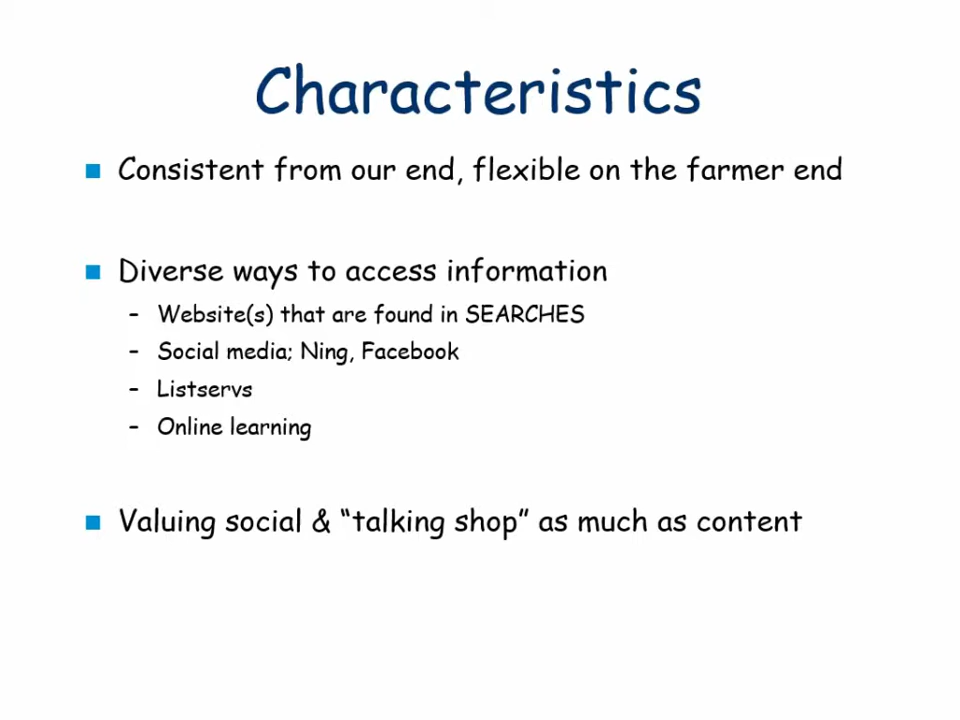 Characteristics
Consistent from our end, flexible on the farmer end
Diverse ways to access information
– Website(s) that are found in SEARCHES
– Social media; Ning, Facebook
– Listservs
– Online learning
Valuing social & “talking shop” as much as content